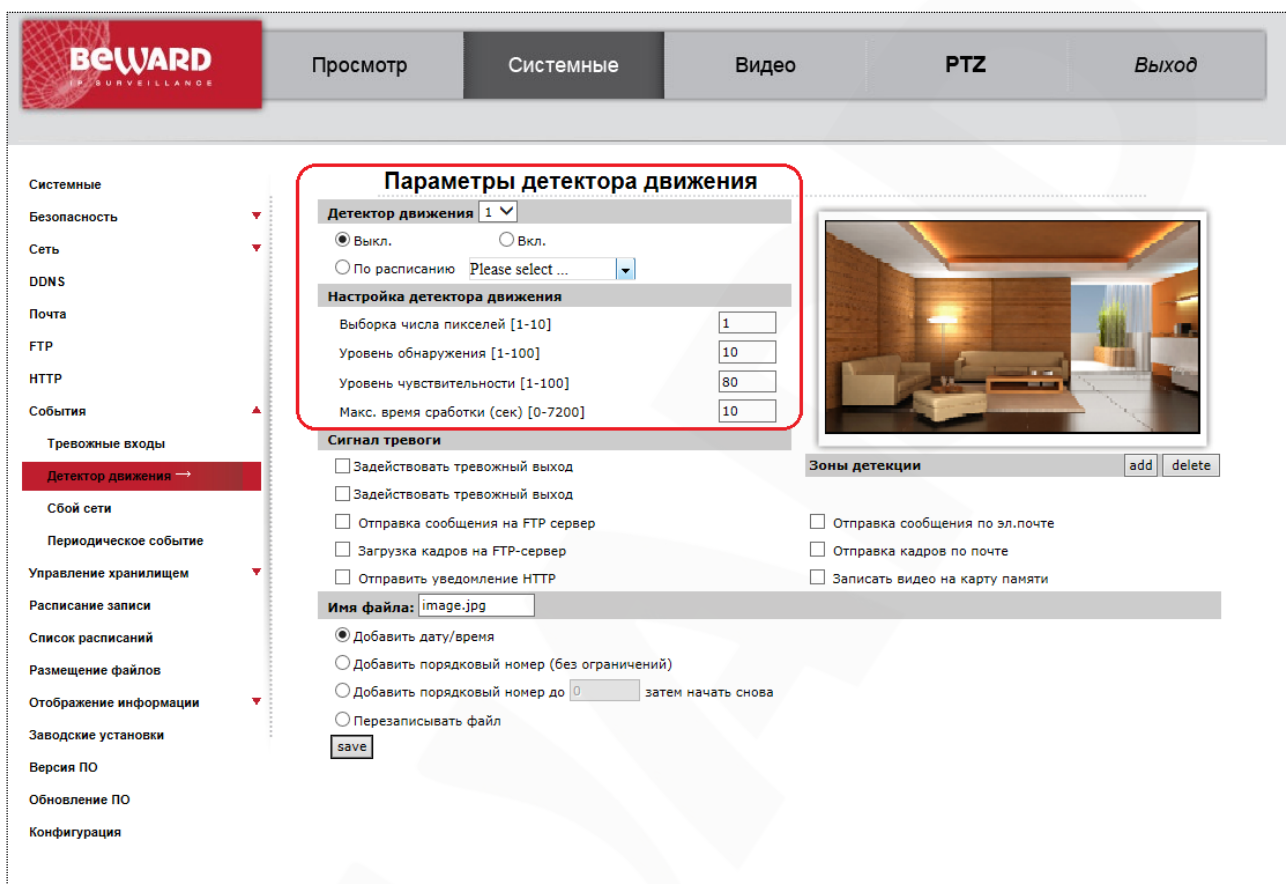 BEWARD
IP SURVEILLANCE
Просмотр Системные Видео PTZ Выход
Системные
Безопасность
Сеть
DDNS
Почта
FTP
HTTP
События
Тревожные входы
Детектор движения →
Сбой сети
Периодическое событие
Управление хранилищем
Расписание записи
Список расписаний
Размещение файлов
Отображение информации
Заводские установки
Версия ПО
Обновление ПО
Конфигурация
Параметры детектора движения
Детектор движения 1
Выкл. Вкл.
По расписанию Please select ...
Настройка детектора движения
Выборка числа пикселей [1-10] 1
Уровень обнаружения [1-100] 10
Уровень чувствительности [1-100] 80
Макс. время сработки (сек) [0-7200] 10
Сигнал тревоги
Зоны детекции add delete
Задействовать тревожный выход
Задействовать тревожный выход
Отправка сообщения на FTP сервер Отправка сообщения по эл.почте
Загрузка кадров на FTP-сервер Отправка кадров по почте
Отправить уведомление HTTP Записать видео на карту памяти
Имя файла: image.jpg
Добавить дату/время
Добавить порядковый номер (без ограничений)
Добавить порядковый номер до 0 затем начать снова
Перезаписывать файл
save